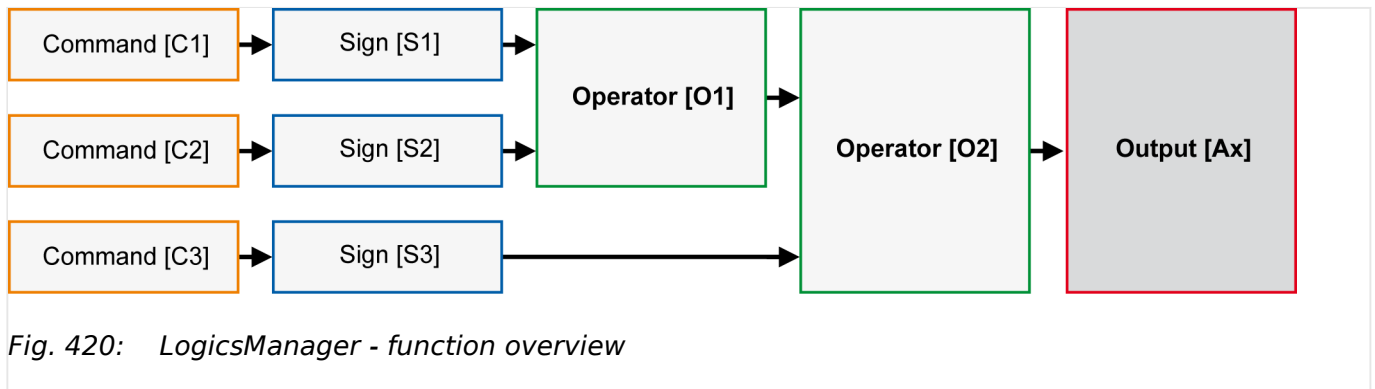 Command [C1]
Sign [S1]
Operator [O1]
Command [C2]
Sign [S2]
Operator [O2]
Output [Ax]
Command [C3]
Sign [S3]
Fig. 420: LogicsManager - function overview